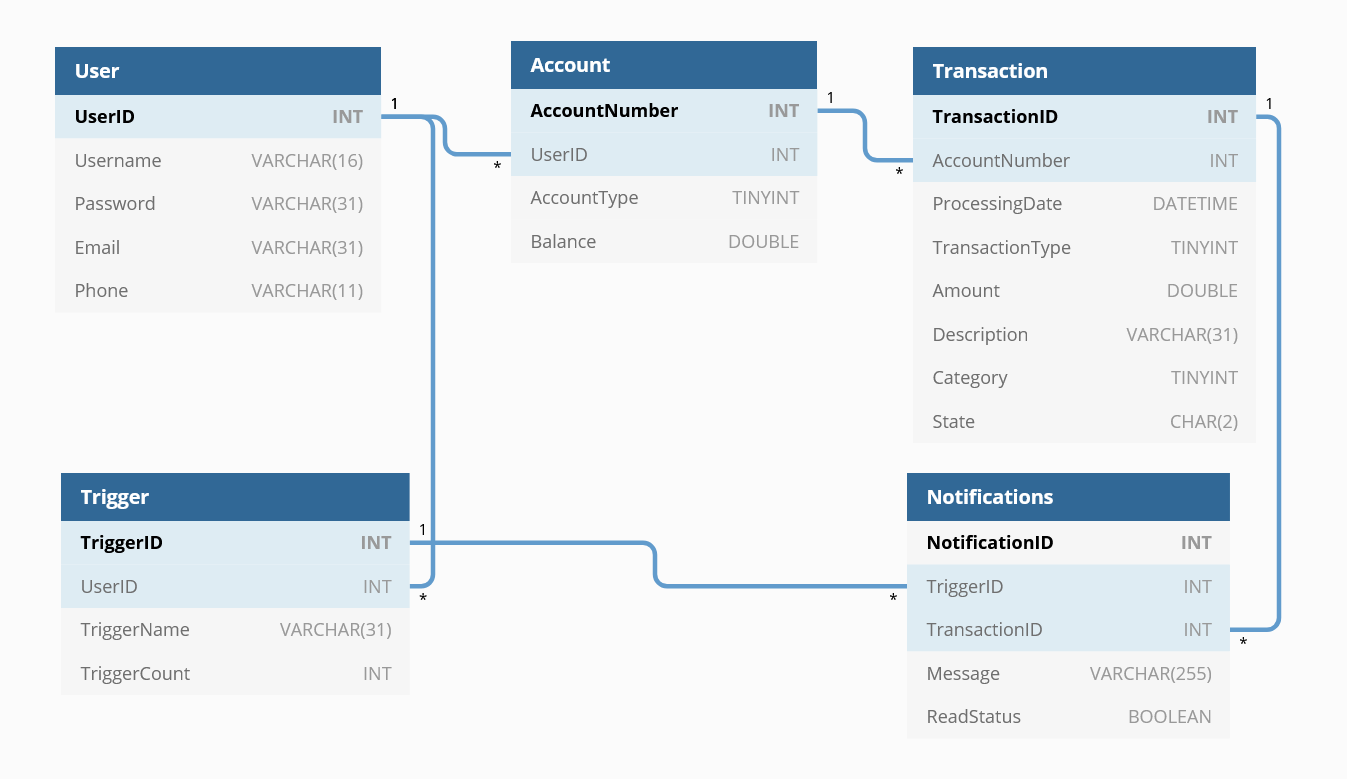 User
UserID INT
Username VARCHAR(16)
Password VARCHAR(31)
Email VARCHAR(31)
Phone VARCHAR(11)
1
*
Account
AccountNumber INT
UserID INT
AccountType TINYINT
Balance DOUBLE
1
*
Transaction
TransactionID INT
AccountNumber INT
ProcessingDate DATETIME
TransactionType TINYINT
Amount DOUBLE
Description VARCHAR(31)
Category TINYINT
State CHAR(2)
1
Trigger
TriggerID INT
UserID INT
TriggerName VARCHAR(31)
TriggerCount INT
1
*
*
Notifications
NotificationID INT
TriggerID INT
TransactionID INT
Message VARCHAR(255)
ReadStatus BOOLEAN
*